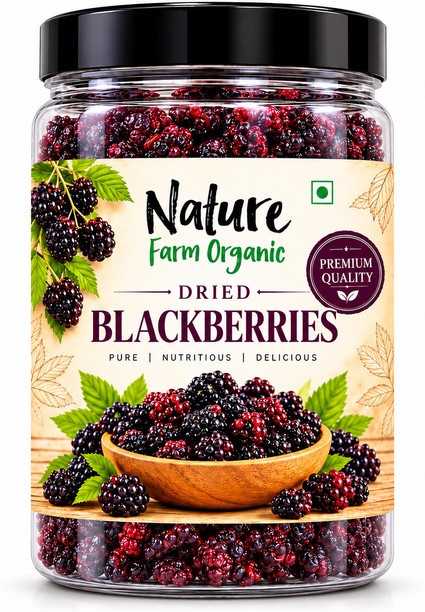 Nature
Farm Organic
PREMIUM
QUALITY
DRIED
BLACKBERRIES
PURE | NUTRITIOUS | DELICIOUS